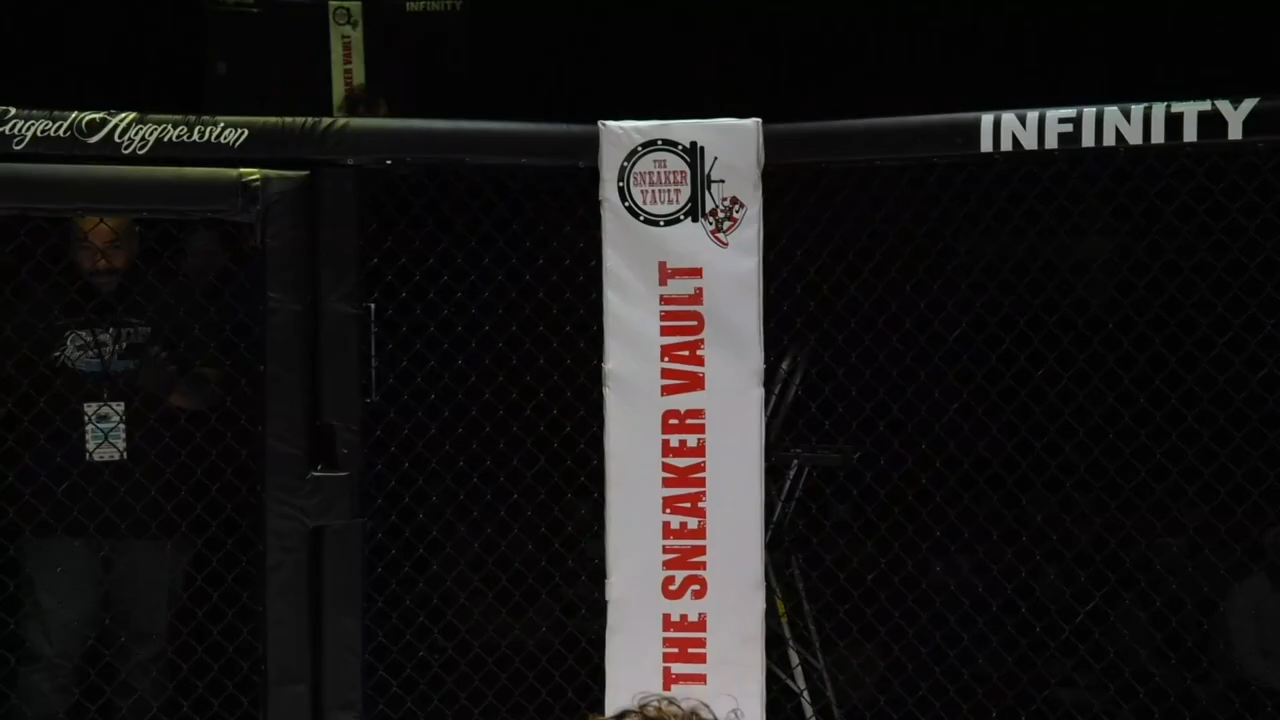 INFINITY
Caged Aggression
INFINITY
THE
SNEAKER
VAULT
THE SNEAKER VAULT